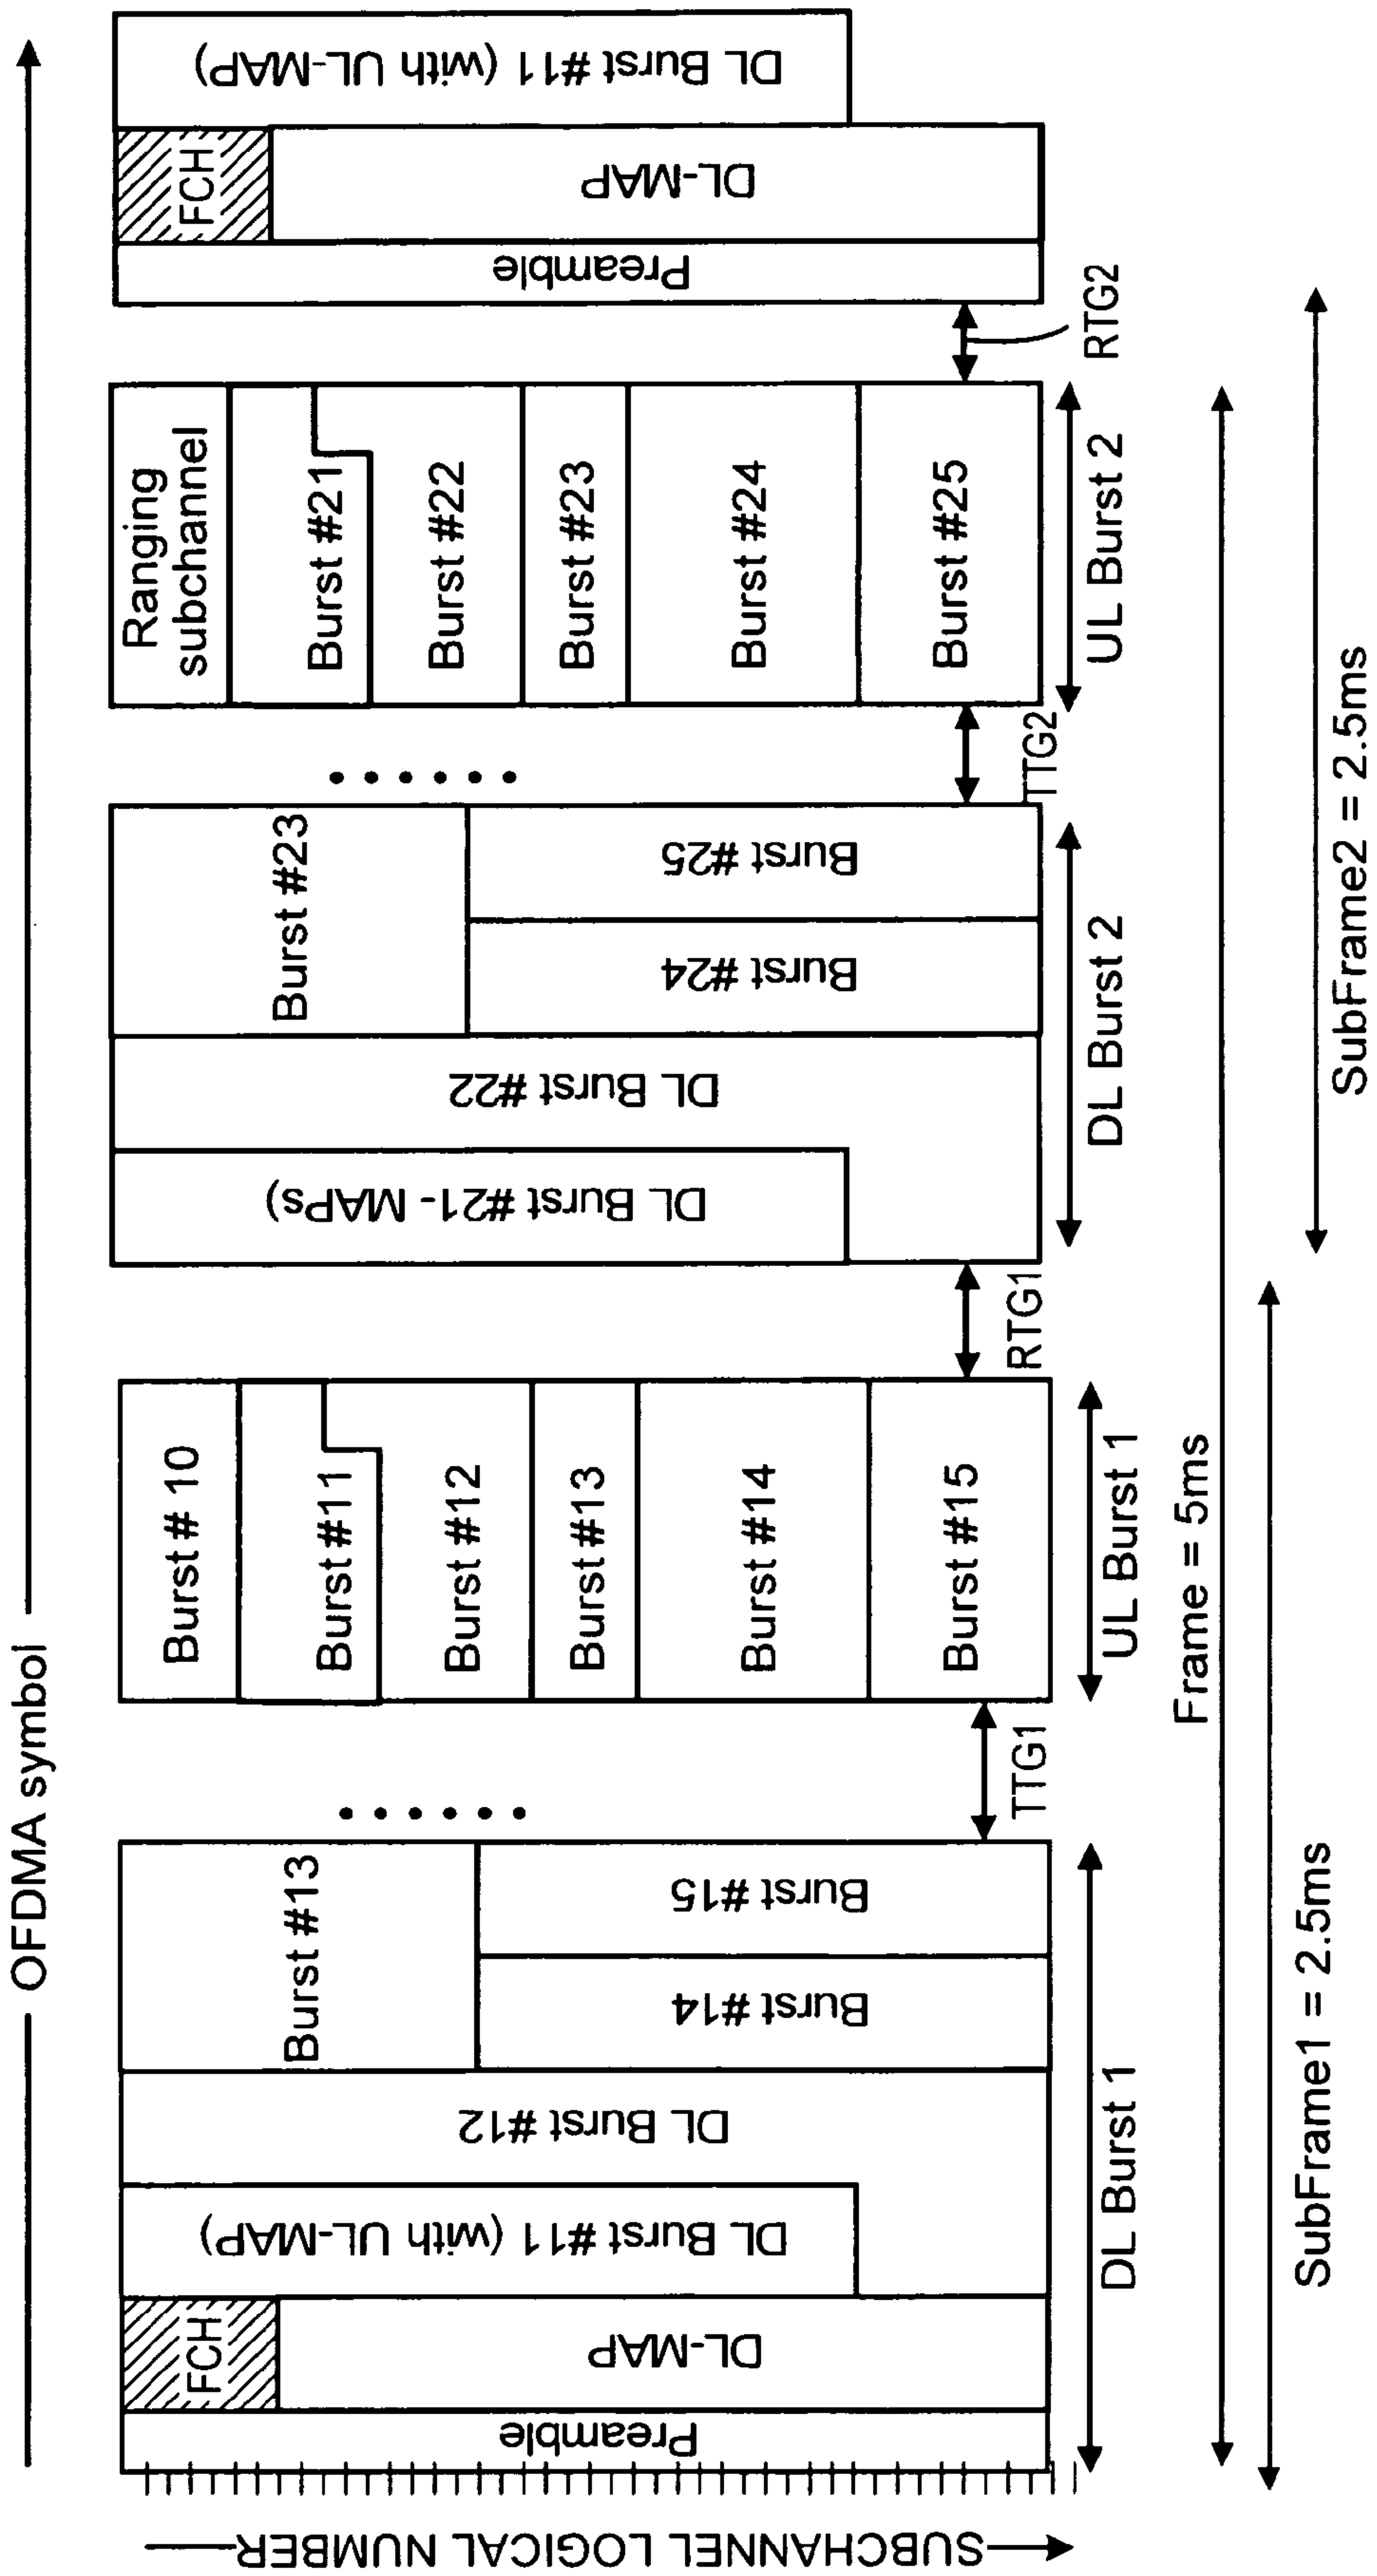 OFDMA symbol
SUBCHANNEL LOGICAL NUMBER
Preamble
FCH
DL-MAP
DL Burst #11 (with UL-MAP)
DL Burst #12
Burst #13
Burst #14
Burst #15
TTG1
Burst # 10
Burst #11
Burst #12
Burst #13
Burst #14
Burst #15
RTG1
DL Burst #21 - MAPs)
DL Burst #22
Burst #23
Burst #24
Burst #25
TTG2
Ranging
subchannel
Burst #21
Burst #22
Burst #23
Burst #24
Burst #25
RTG2
Preamble
FCH
DL-MAP
DL Burst #11 (with UL-MAP)
DL Burst 1
UL Burst 1
DL Burst 2
UL Burst 2
Frame = 5ms
SubFrame1 = 2.5ms
SubFrame2 = 2.5ms